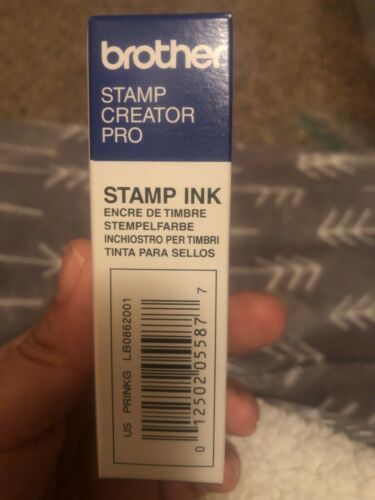 brother
STAMP
CREATOR
PRO
STAMP INK
ENCRE DE TIMBRE
STEMPELFARBE
INCHIOSTRO PER TIMBRI
TINTA PARA SELLOS
US PRINKG LB0862001
0 12502 05587 7